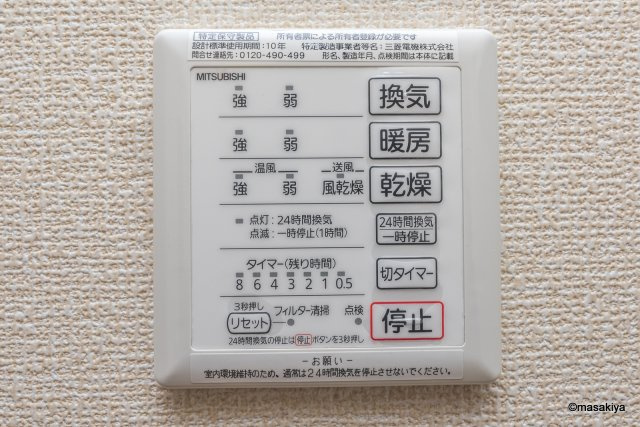 特定保守製品 所有者票による所有者登録が必要です
設計標準使用期間:10年 特定製造事業者等名:三菱電機株式会社
問合せ連絡先:0120-490-499 形名、製造年月、点検期間は本体に記載
MITSUBISHI
強 弱 換気
強 弱 暖房
温風 送風
強 弱 風乾燥 乾燥
点灯:24時間換気
点滅:一時停止(1時間)
24時間換気
一時停止
タイマー(残り時間)
8 6 4 3 2 1 0.5
切タイマー
3秒押し
リセット フィルター清掃 点検
停止
24時間換気の停止は停止ボタンを3秒押し
-お願い-
室内環境維持のため、通常は24時間換気を停止させないでください。
©masakiya